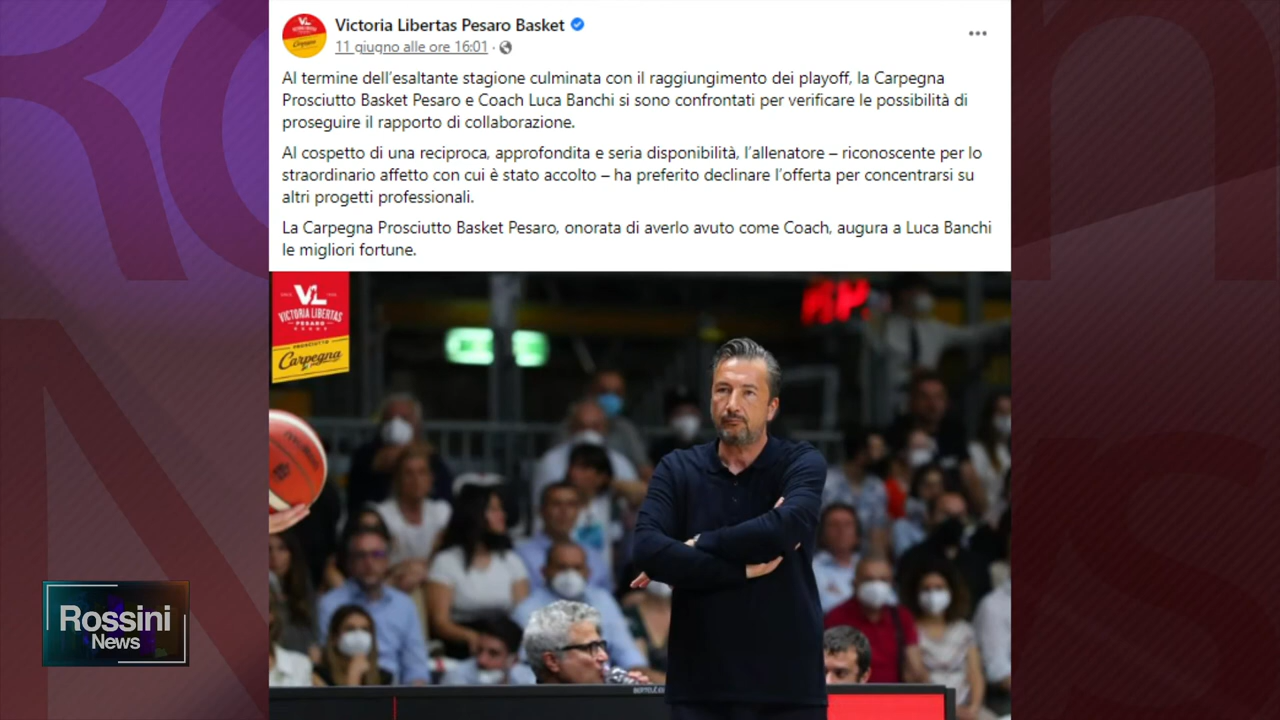 Victoria Libertas Pesaro Basket
11 giugno alle ore 16:01 ·
Al termine dell'esaltante stagione culminata con il raggiungimento dei playoff, la Carpegna
Prosciutto Basket Pesaro e Coach Luca Banchi si sono confrontati per verificare le possibilità di
proseguire il rapporto di collaborazione.
Al cospetto di una reciproca, approfondita e seria disponibilità, l'allenatore – riconoscente per lo
straordinario affetto con cui è stato accolto – ha preferito declinare l'offerta per concentrarsi su
altri progetti professionali.
La Carpegna Prosciutto Basket Pesaro, onorata di averlo avuto come Coach, augura a Luca Banchi
le migliori fortune.
VL
VICTORIA LIBERTAS
PESARO
PROSCIUTTO
Carpegna
Rossini
News